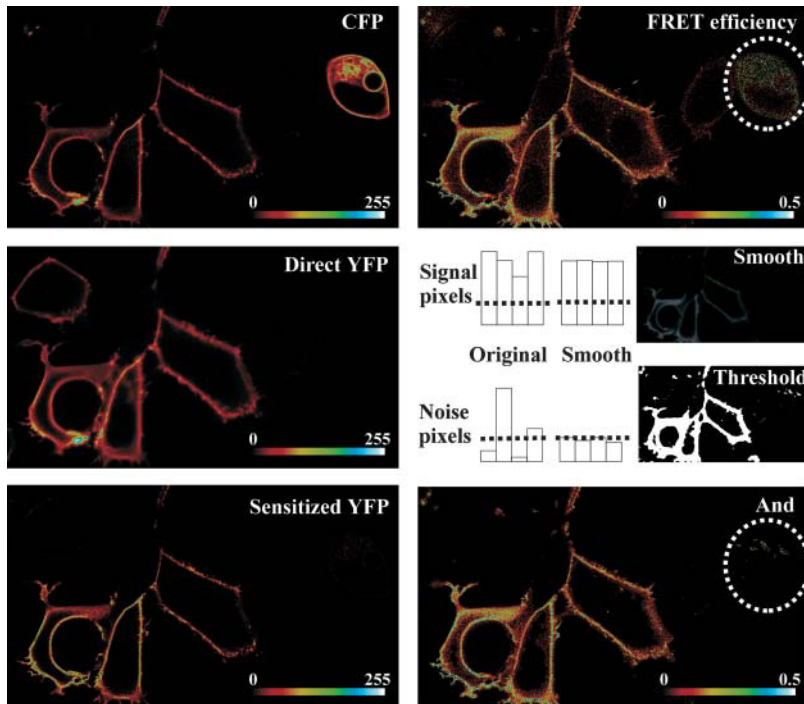 CFP
0 255
FRET efficiency
0 0.5
Direct YFP
0 255
Signal
pixels
Original Smooth
Noise
pixels
Smooth
Threshold
Sensitized YFP
0 255
And
0 0.5